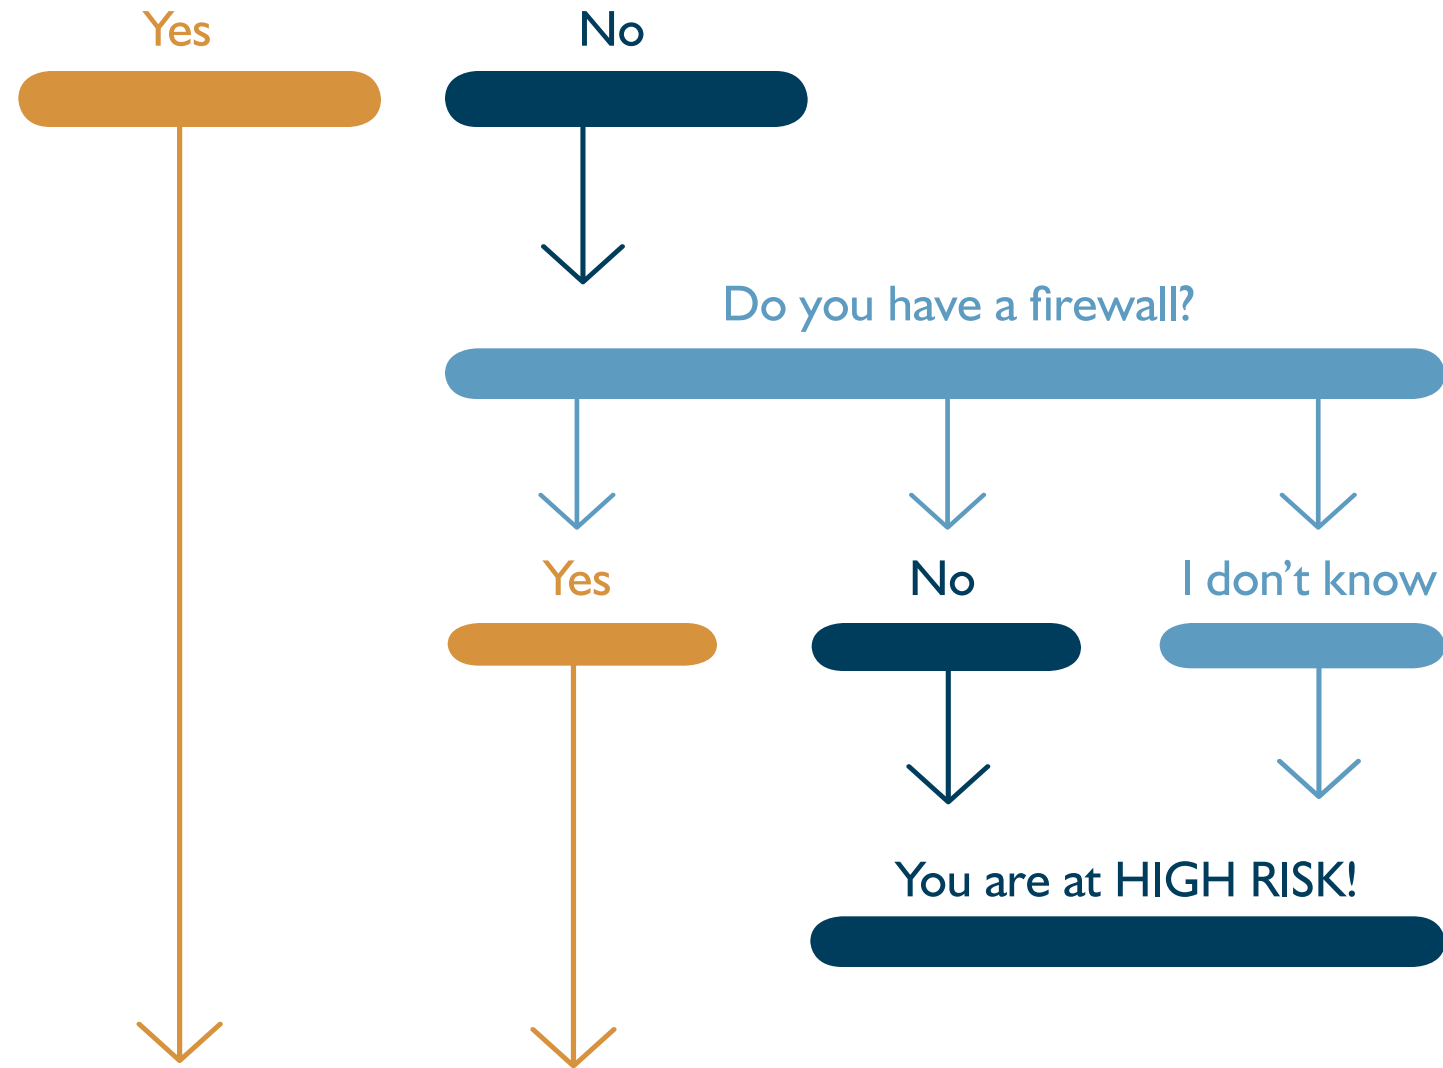 Yes
No
Do you have a firewall?
Yes
No
I don’t know
You are at HIGH RISK!